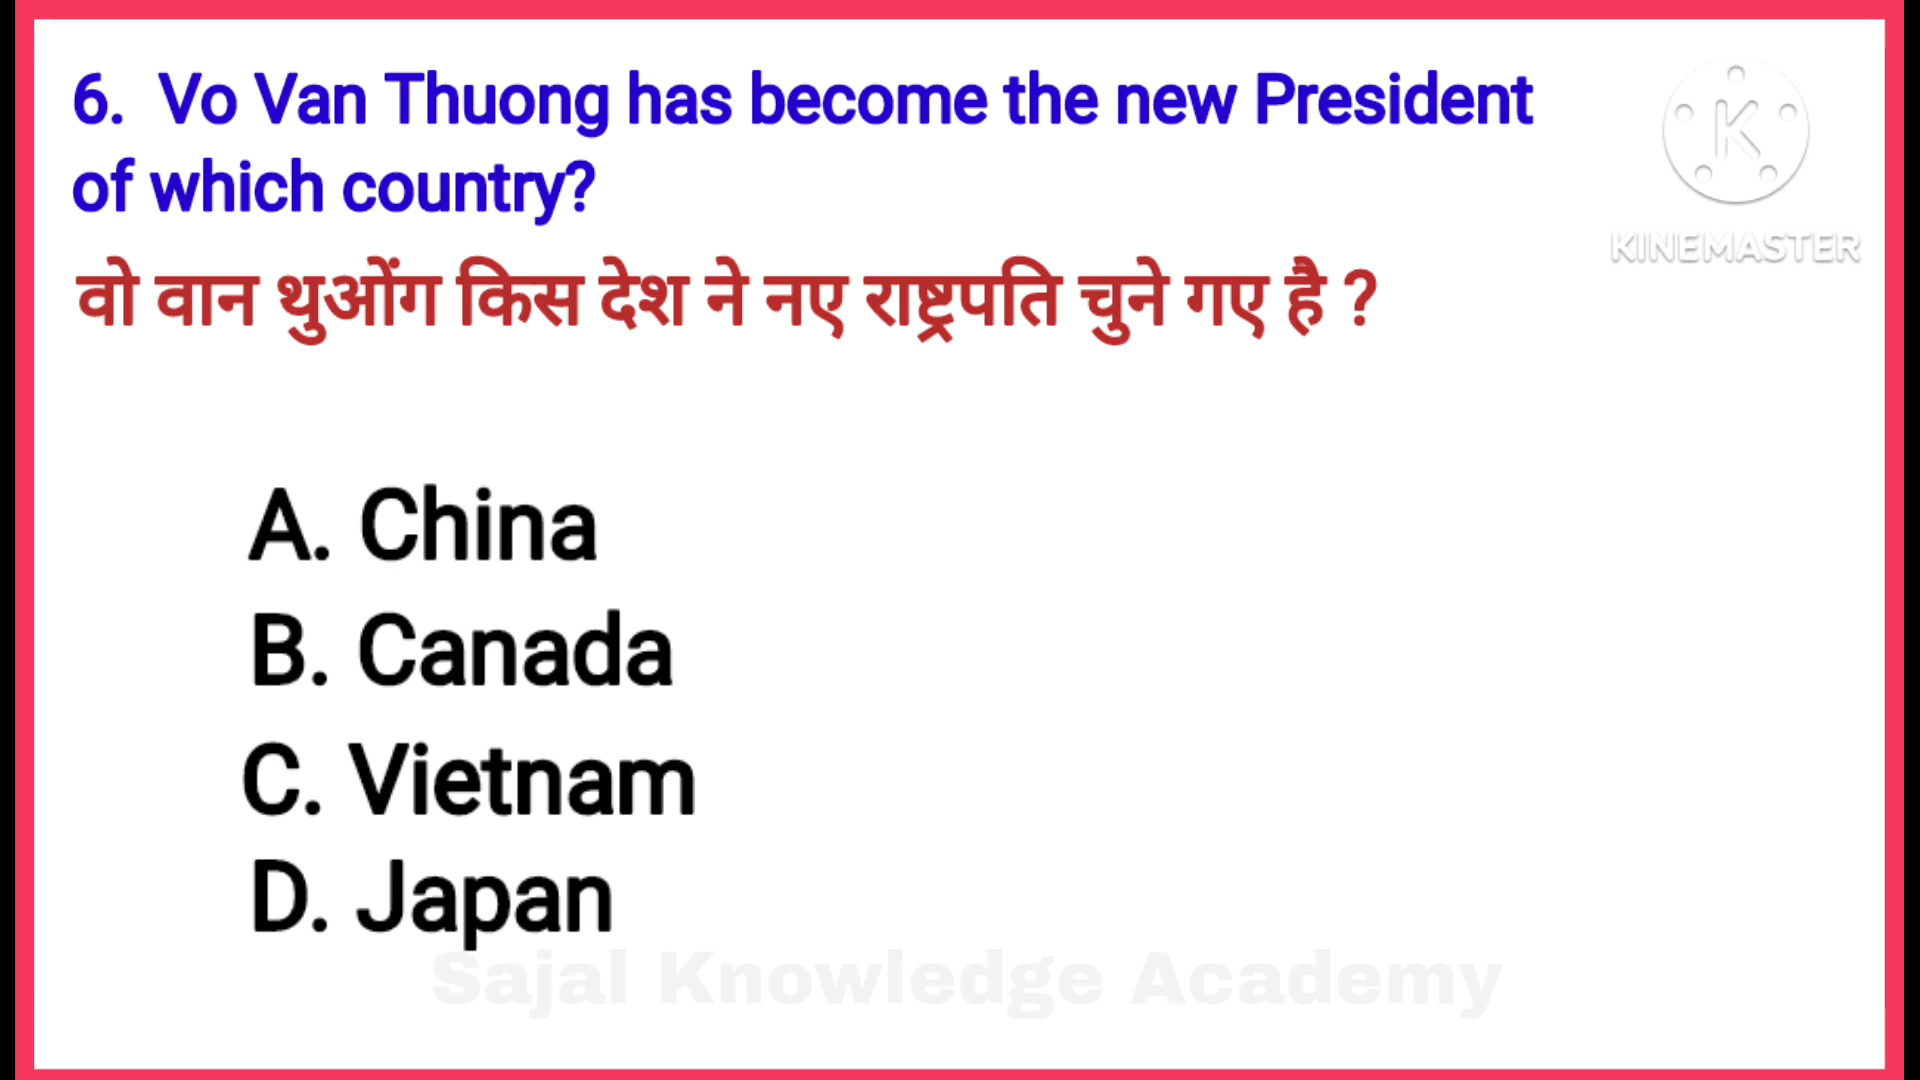 6. Vo Van Thuong has become the new President
of which country?
वो वान थुओंग किस देश ने नए राष्ट्रपति चुने गए है ?
A. China
B. Canada
C. Vietnam
D. Japan
Sajal Knowledge Academy
K
KINEMASTER